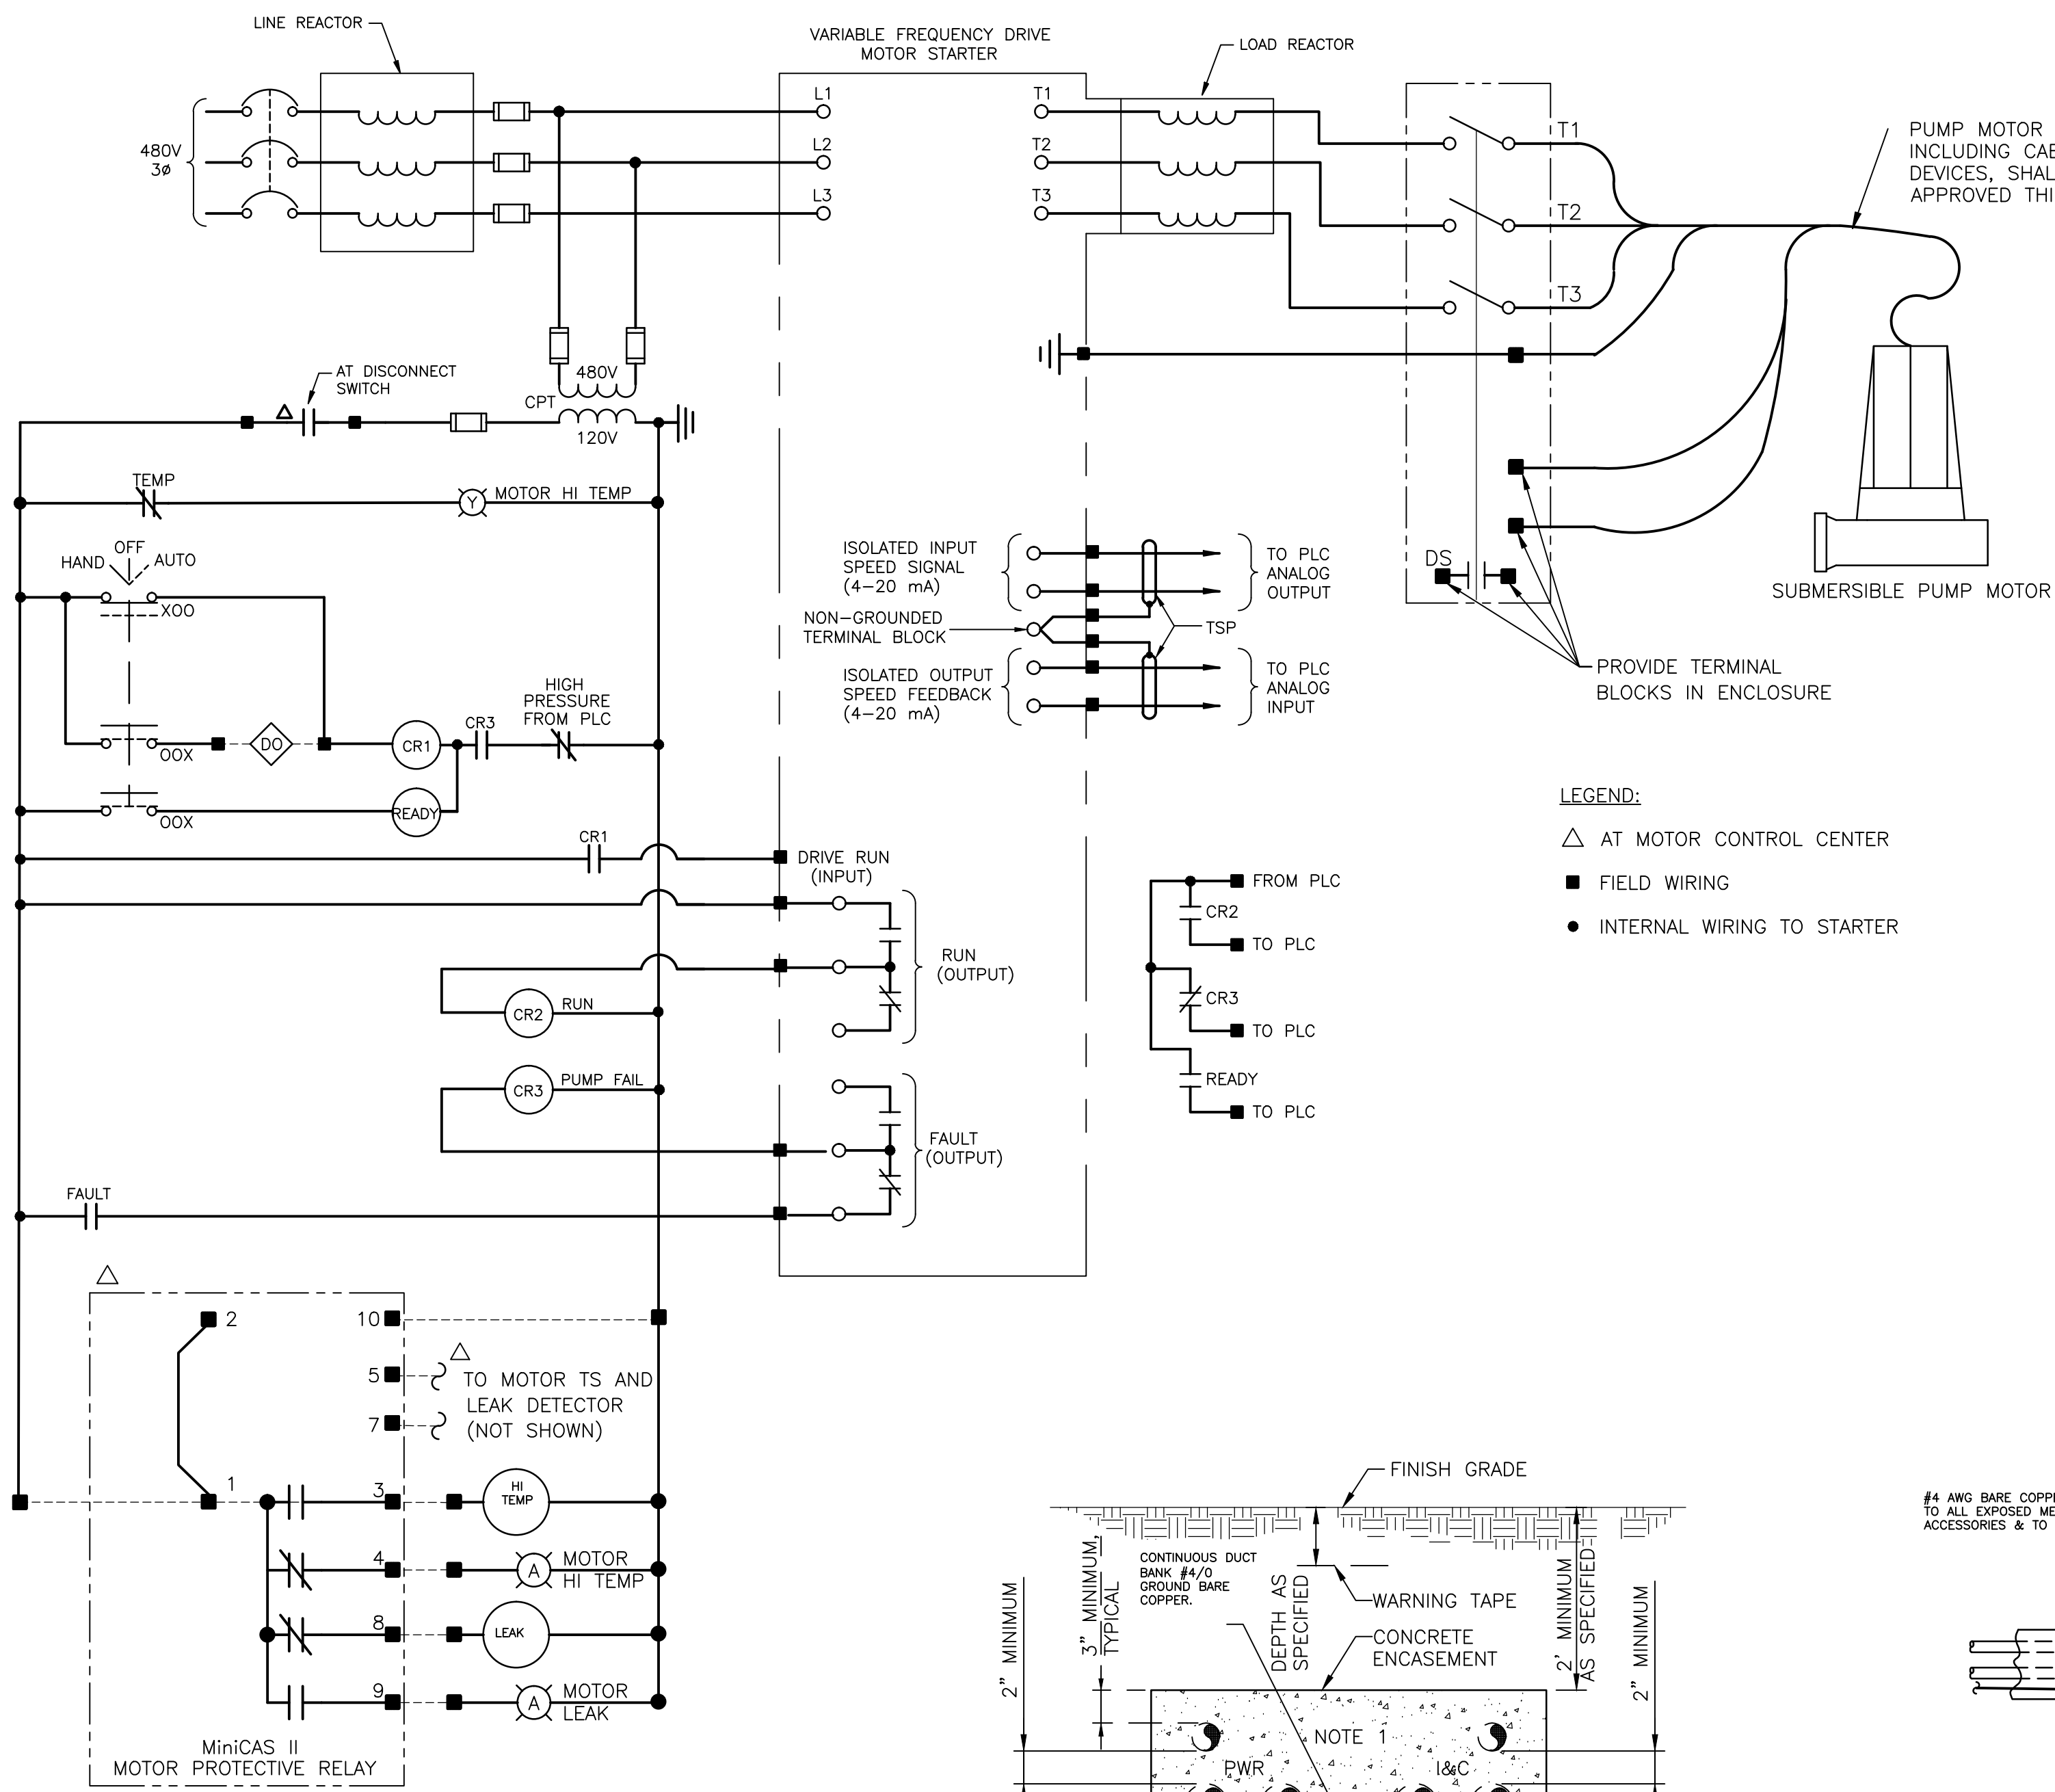 LINE REACTOR
VARIABLE FREQUENCY DRIVE
MOTOR STARTER
LOAD REACTOR
480V
3ø
L1
L2
L3
T1
T2
T3
T1
T2
T3
PUMP MOTOR
INCLUDING
DEVICES,
APPROVED
AT DISCONNECT
SWITCH
480V
CPT
120V
TEMP
Y
MOTOR HI TEMP
HAND
OFF
AUTO
XOO
OOX
DO
OOX
CR1
READY
CR3
HIGH
PRESSURE
FROM PLC
ISOLATED INPUT
SPEED SIGNAL
(4-20 mA)
TO PLC
ANALOG
OUTPUT
NON-GROUNDED
TERMINAL BLOCK
TSP
ISOLATED OUTPUT
SPEED FEEDBACK
(4-20 mA)
TO PLC
ANALOG
INPUT
DS
SUBMERSIBLE PUMP MOTOR
PROVIDE TERMINAL
BLOCKS IN ENCLOSURE
LEGEND:
AT MOTOR CONTROL CENTER
FIELD WIRING
INTERNAL WIRING TO STARTER
CR1
DRIVE RUN
(INPUT)
RUN
(OUTPUT)
CR2
RUN
CR3
PUMP FAIL
FAULT
(OUTPUT)
FAULT
FROM PLC
CR2
TO PLC
CR3
TO PLC
READY
TO PLC
2
10
5
7
TO MOTOR TS AND
LEAK DETECTOR
(NOT SHOWN)
1
3
HI
TEMP
4
A
MOTOR
HI TEMP
8
LEAK
9
A
MOTOR
LEAK
MiniCAS II
MOTOR PROTECTIVE RELAY
FINISH GRADE
CONTINUOUS DUCT
BANK #4/0
GROUND BARE
COPPER.
WARNING TAPE
CONCRETE
ENCASEMENT
2" MINIMUM
3" MINIMUM,
TYPICAL
DEPTH AS
SPECIFIED
2' MINIMUM
AS SPECIFIED
2" MINIMUM
NOTE 1
PWR
I&C
#4 AWG BARE
TO ALL EXPOSED
ACCESSORIES & TO